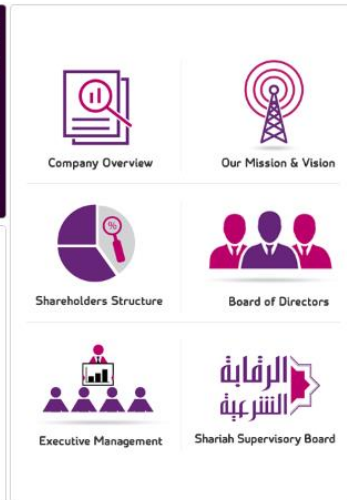 Company Overview
Our Mission & Vision
%
Shareholders Structure
Board of Directors
الرقابة
الشرعية
Executive Management
Shariah Supervisory Board